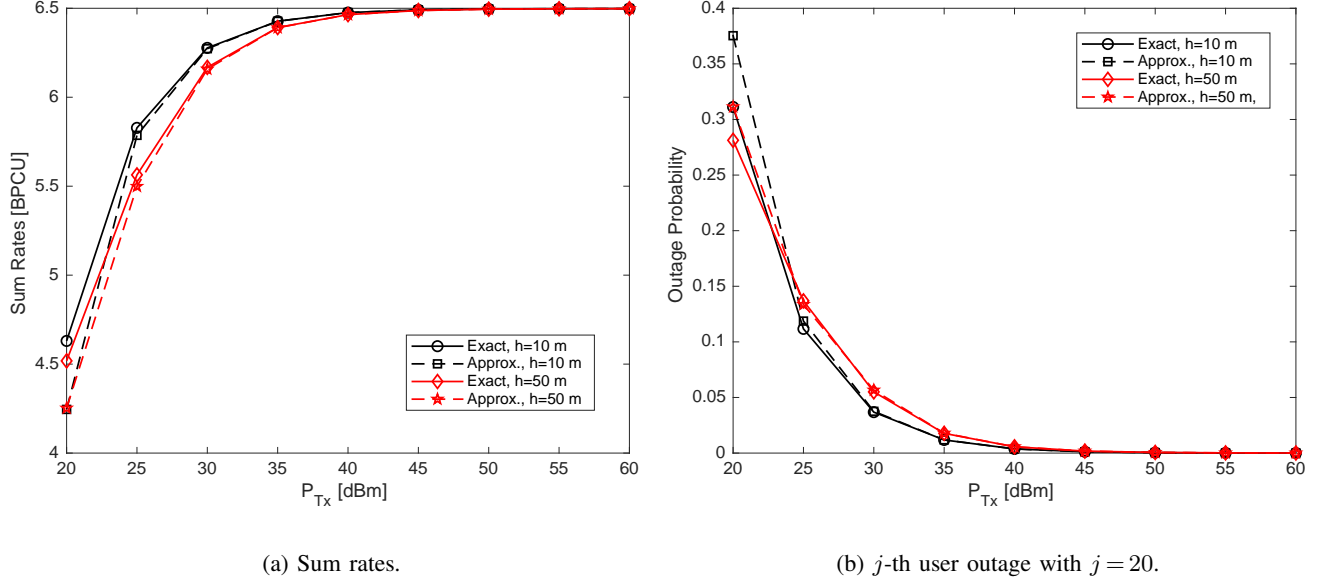 6.5
6
5.5
5
4.5
4
Sum Rates [BPCU]
20 25 30 35 40 45 50 55 60
P_Tx [dBm]
Exact, h=10 m
Approx., h=10 m
Exact, h=50 m
Approx., h=50 m
(a) Sum rates.
0.4
0.35
0.3
0.25
0.2
0.15
0.1
0.05
0
Outage Probability
20 25 30 35 40 45 50 55 60
P_Tx [dBm]
Exact, h=10 m
Approx., h=10 m
Exact, h=50 m
Approx., h=50 m,
(b) j-th user outage with j = 20.